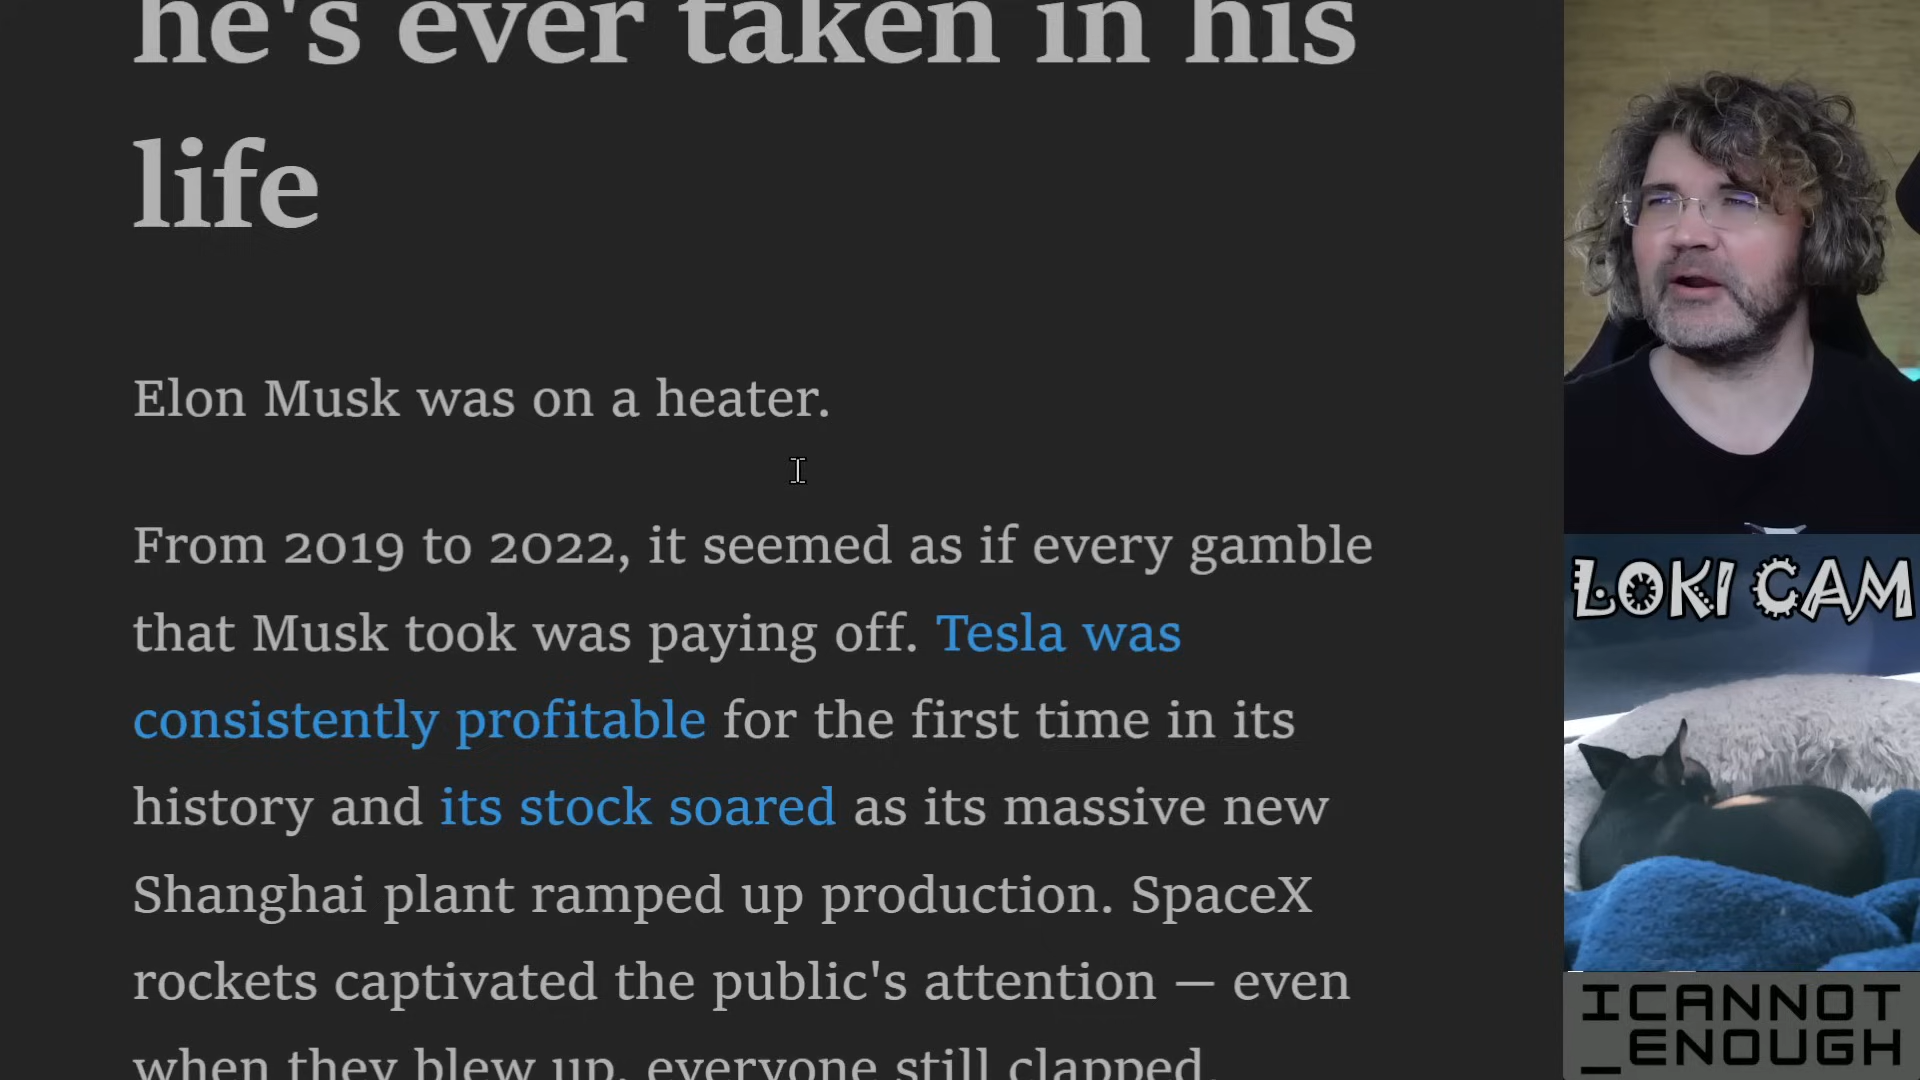 he's ever taken in his
life
Elon Musk was on a heater.
From 2019 to 2022, it seemed as if every gamble
that Musk took was paying off. Tesla was
consistently profitable for the first time in its
history and its stock soared as its massive new
Shanghai plant ramped up production. SpaceX
rockets captivated the public's attention — even
when they blew up, everyone still clapped.
LOKI CAM
ICANNOT
_ENOUGH